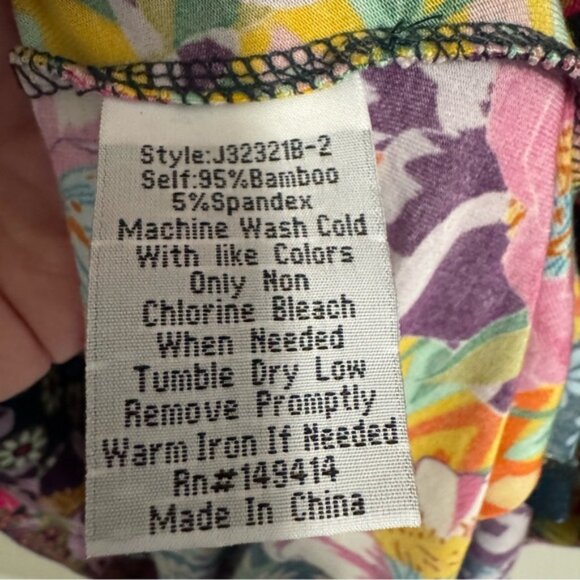 Style:J32321B-2
Self:95%Bamboo
5%Spandex
Machine Wash Cold
With like Colors
Only Non
Chlorine Bleach
When Needed
Tumble Dry Low
Remove Promptly
Warm Iron If Needed
Rn#149414
Made In China